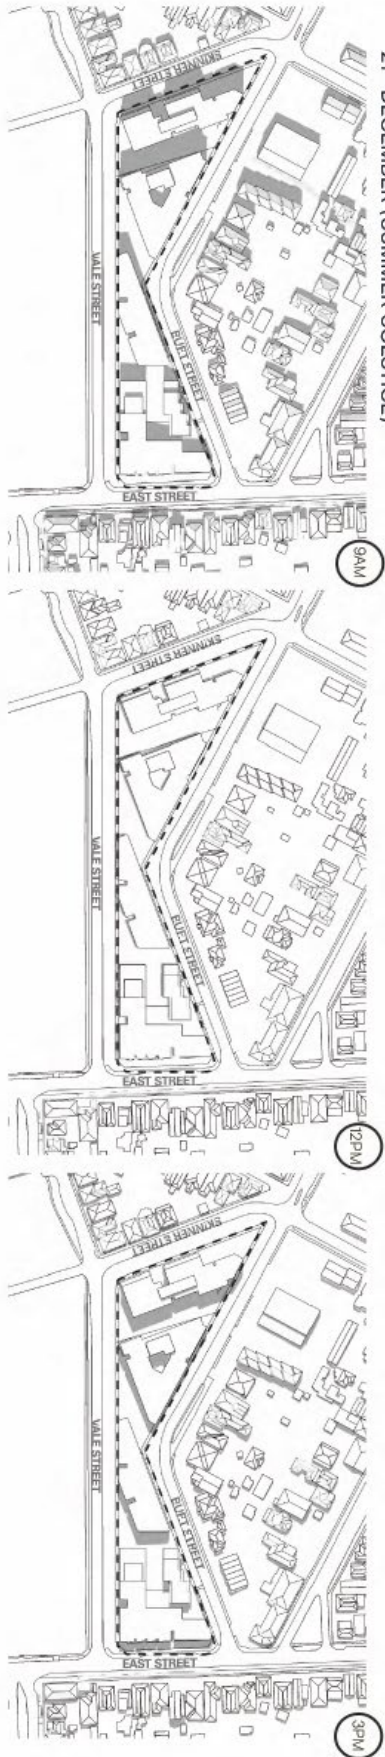 21 DECEMBER (SUMMER SOLSTICE)
SKINNER STREET
VALE STREET
BURT STREET
EAST STREET
9AM
SKINNER STREET
VALE STREET
BURT STREET
EAST STREET
12PM
SKINNER STREET
VALE STREET
BURT STREET
EAST STREET
3PM